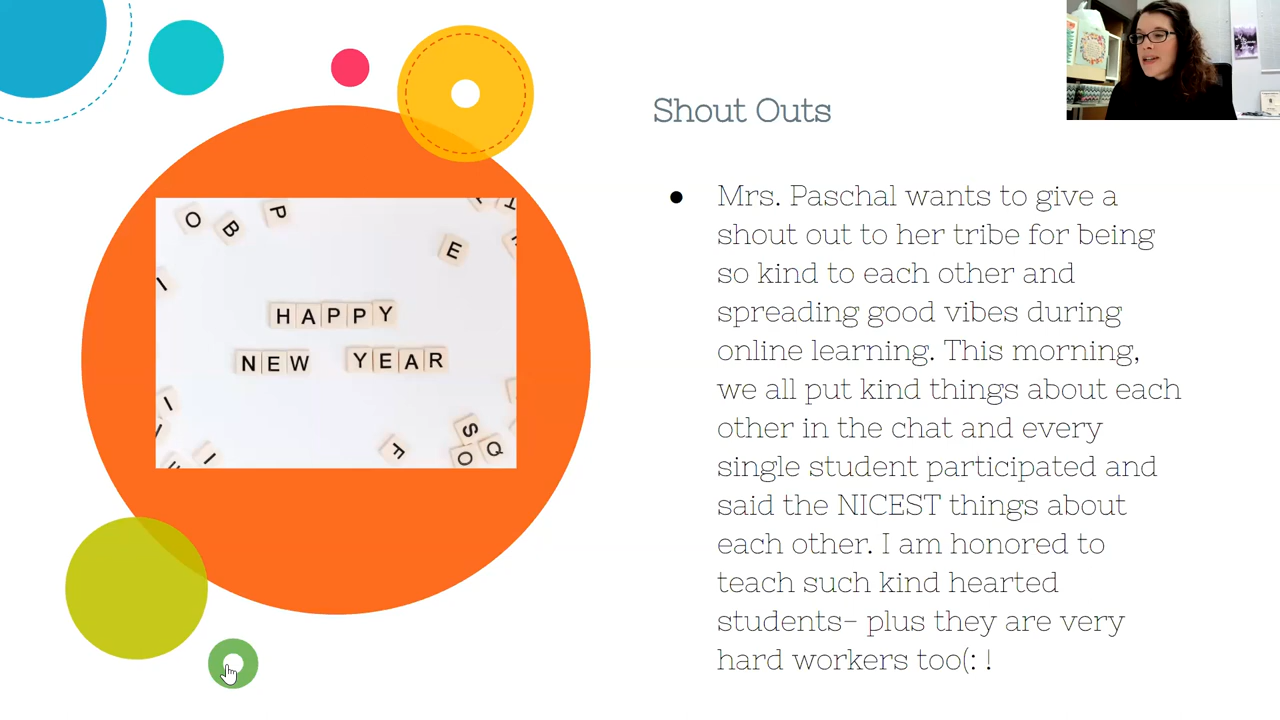 Shout Outs
● Mrs. Paschal wants to give a
shout out to her tribe for being
so kind to each other and
spreading good vibes during
online learning. This morning,
we all put kind things about each
other in the chat and every
single student participated and
said the NICEST things about
each other. I am honored to
teach such kind hearted
students- plus they are very
hard workers too(: !
O B P
E
HAPPY
NEW YEAR
F
S
O Q